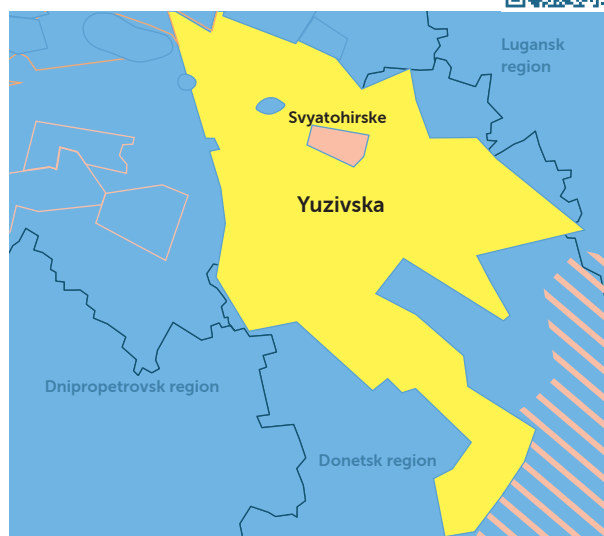 Lugansk
region
Svyatohirske
Yuzivska
Dnipropetrovsk region
Donetsk region